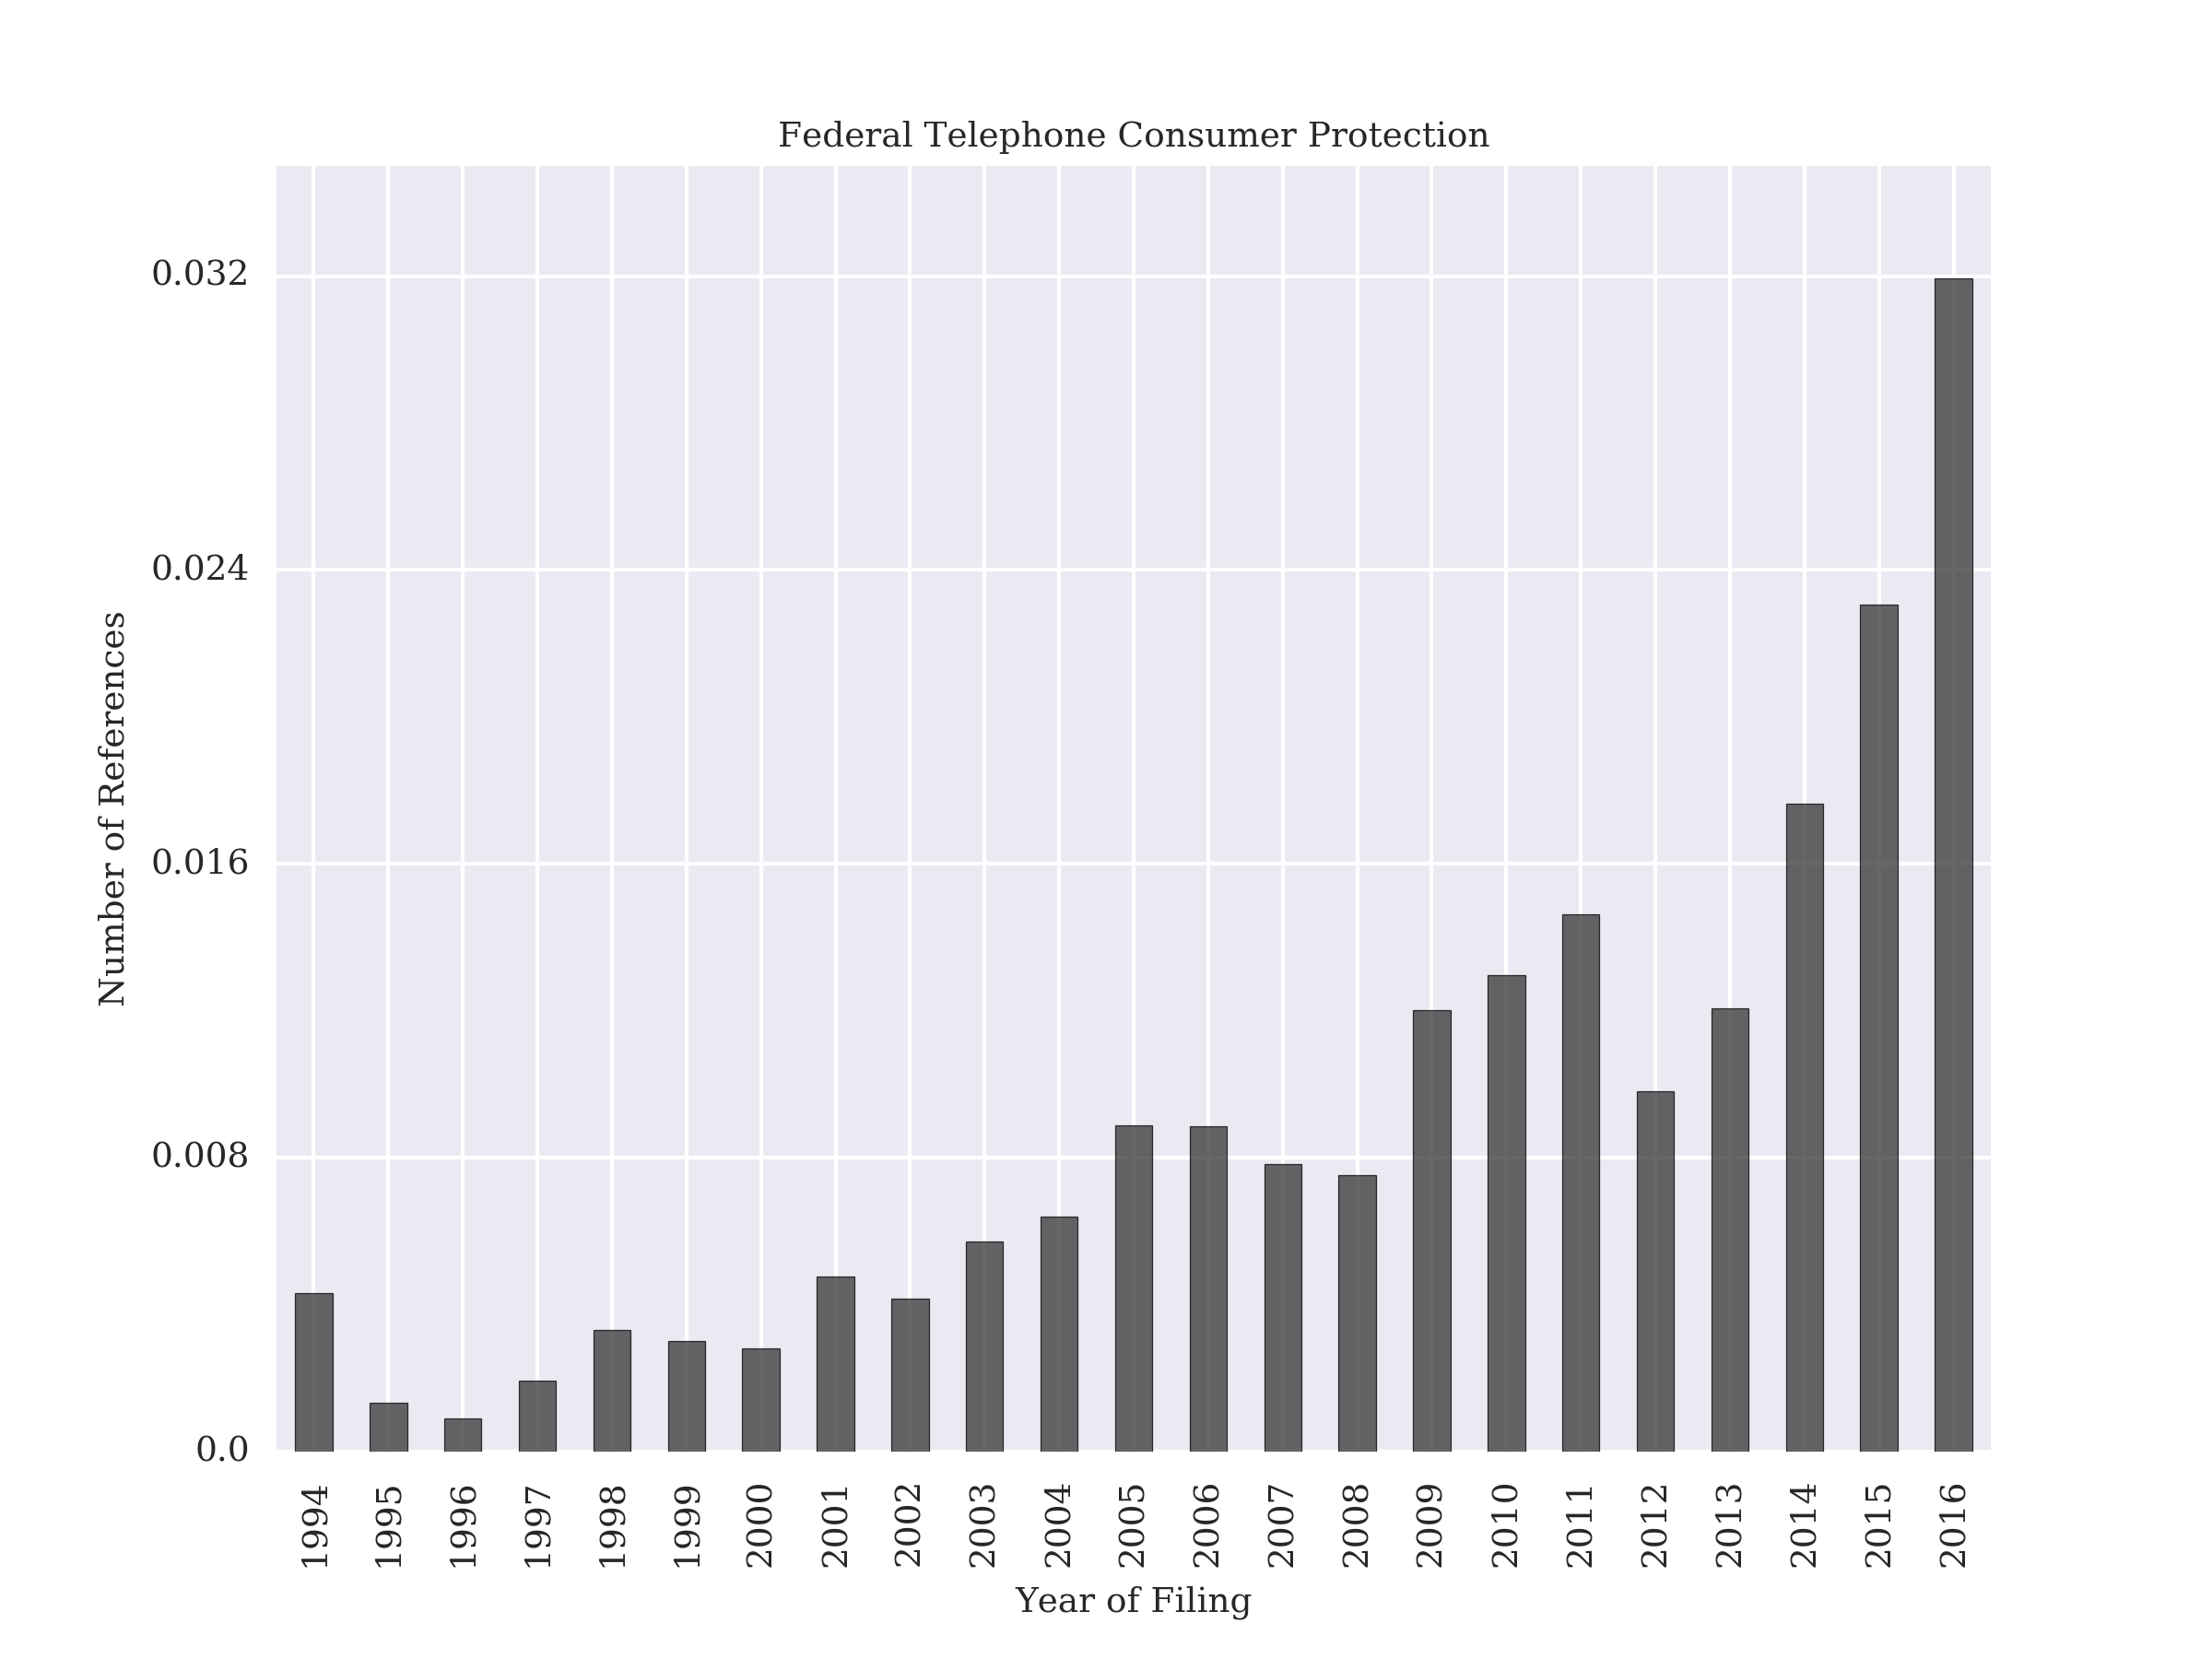 Federal Telephone Consumer Protection
0.032
0.024
0.016
0.008
0.0
Number of References
1994 1995 1996 1997 1998 1999 2000 2001 2002 2003 2004 2005 2006 2007 2008 2009 2010 2011 2012 2013 2014 2015 2016
Year of Filing